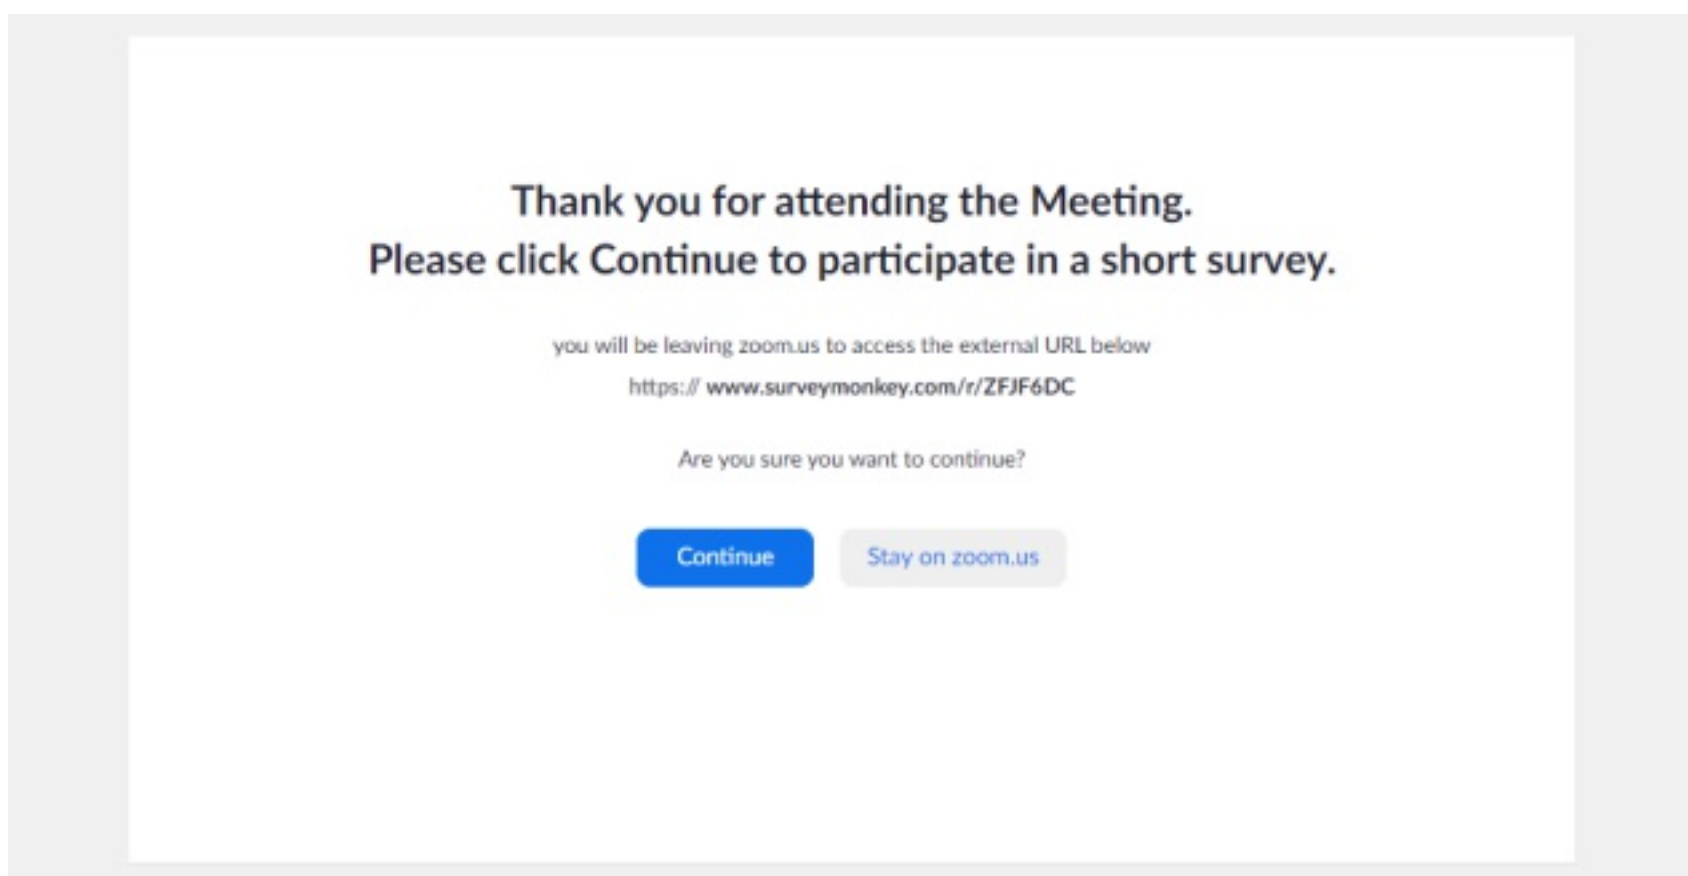 Thank you for attending the Meeting.
Please click Continue to participate in a short survey.
you will be leaving zoom.us to access the external URL below
https:// www.surveymonkey.com/r/ZFJF6DC
Are you sure you want to continue?
Continue
Stay on zoom.us